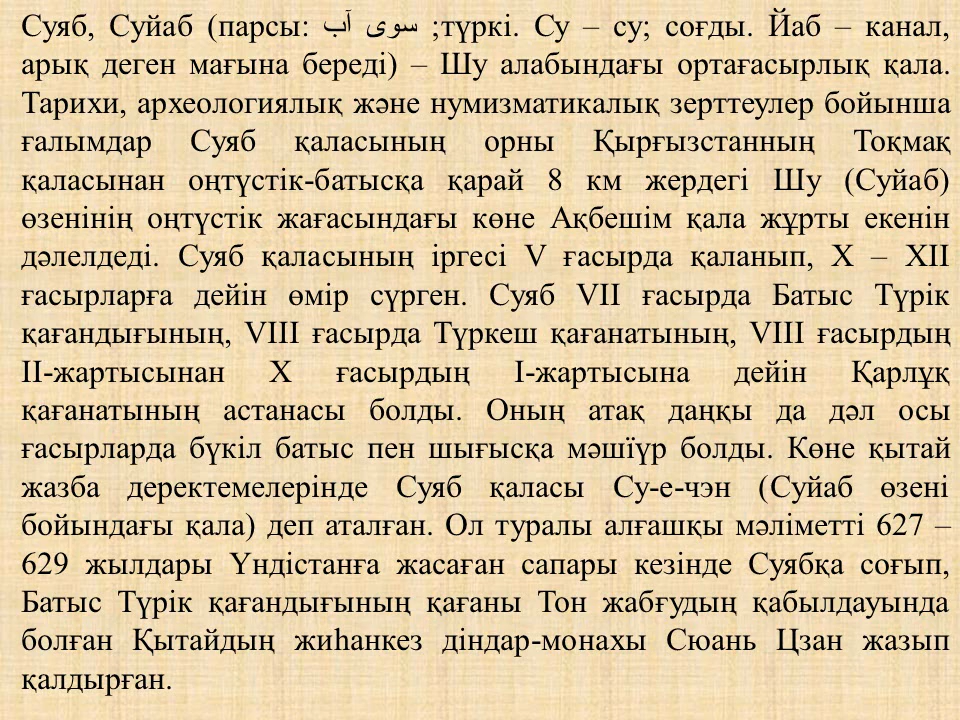 Суяб, Суйаб (парсы: سوی آب ;түркі. Су – су; соғды. Йаб – канал,
арық деген мағына береді) – Шу алабындағы ортағасырлық қала.
Тарихи, археологиялық және нумизматикалық зерттеулер бойынша
ғалымдар Суяб қаласының орны Қырғызстанның Тоқмақ
қаласынан оңтүстік-батысқа қарай 8 км жердегі Шу (Суйаб)
өзенінің оңтүстік жағасындағы көне Ақбешім қала жұрты екенін
дәлелдеді. Суяб қаласының іргесі V ғасырда қаланып, X – XII
ғасырларға дейін өмір сүрген. Суяб VII ғасырда Батыс Түрік
қағандығының, VIII ғасырда Түркеш қағанатының, VIII ғасырдың
II-жартысынан X ғасырдың I-жартысына дейін Қарлұқ
қағанатының астанасы болды. Оның атақ даңқы да дәл осы
ғасырларда бүкіл батыс пен шығысқа мәшїүр болды. Көне қытай
жазба деректемелерінде Суяб қаласы Су-е-чэн (Суйаб өзені
бойындағы қала) деп аталған. Ол туралы алғашқы мәліметті 627 –
629 жылдары Үндістанға жасаған сапары кезінде Суябқа соғып,
Батыс Түрік қағандығының қағаны Тон жабғудың қабылдауында
болған Қытайдың жиһанкез діндар-монахы Сюань Цзан жазып
қалдырған.